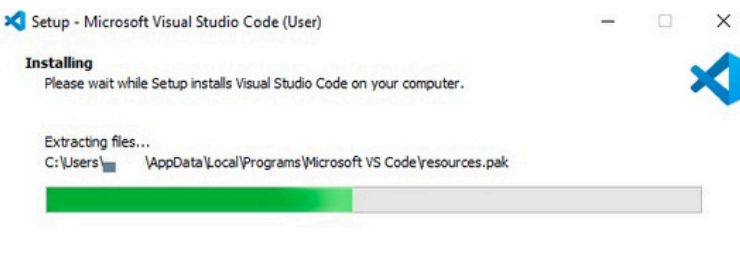 Setup - Microsoft Visual Studio Code (User)
Installing
Please wait while Setup installs Visual Studio Code on your computer.
Extracting files...
C:\Users\ \AppData\Local\Programs\Microsoft VS Code\resources.pak